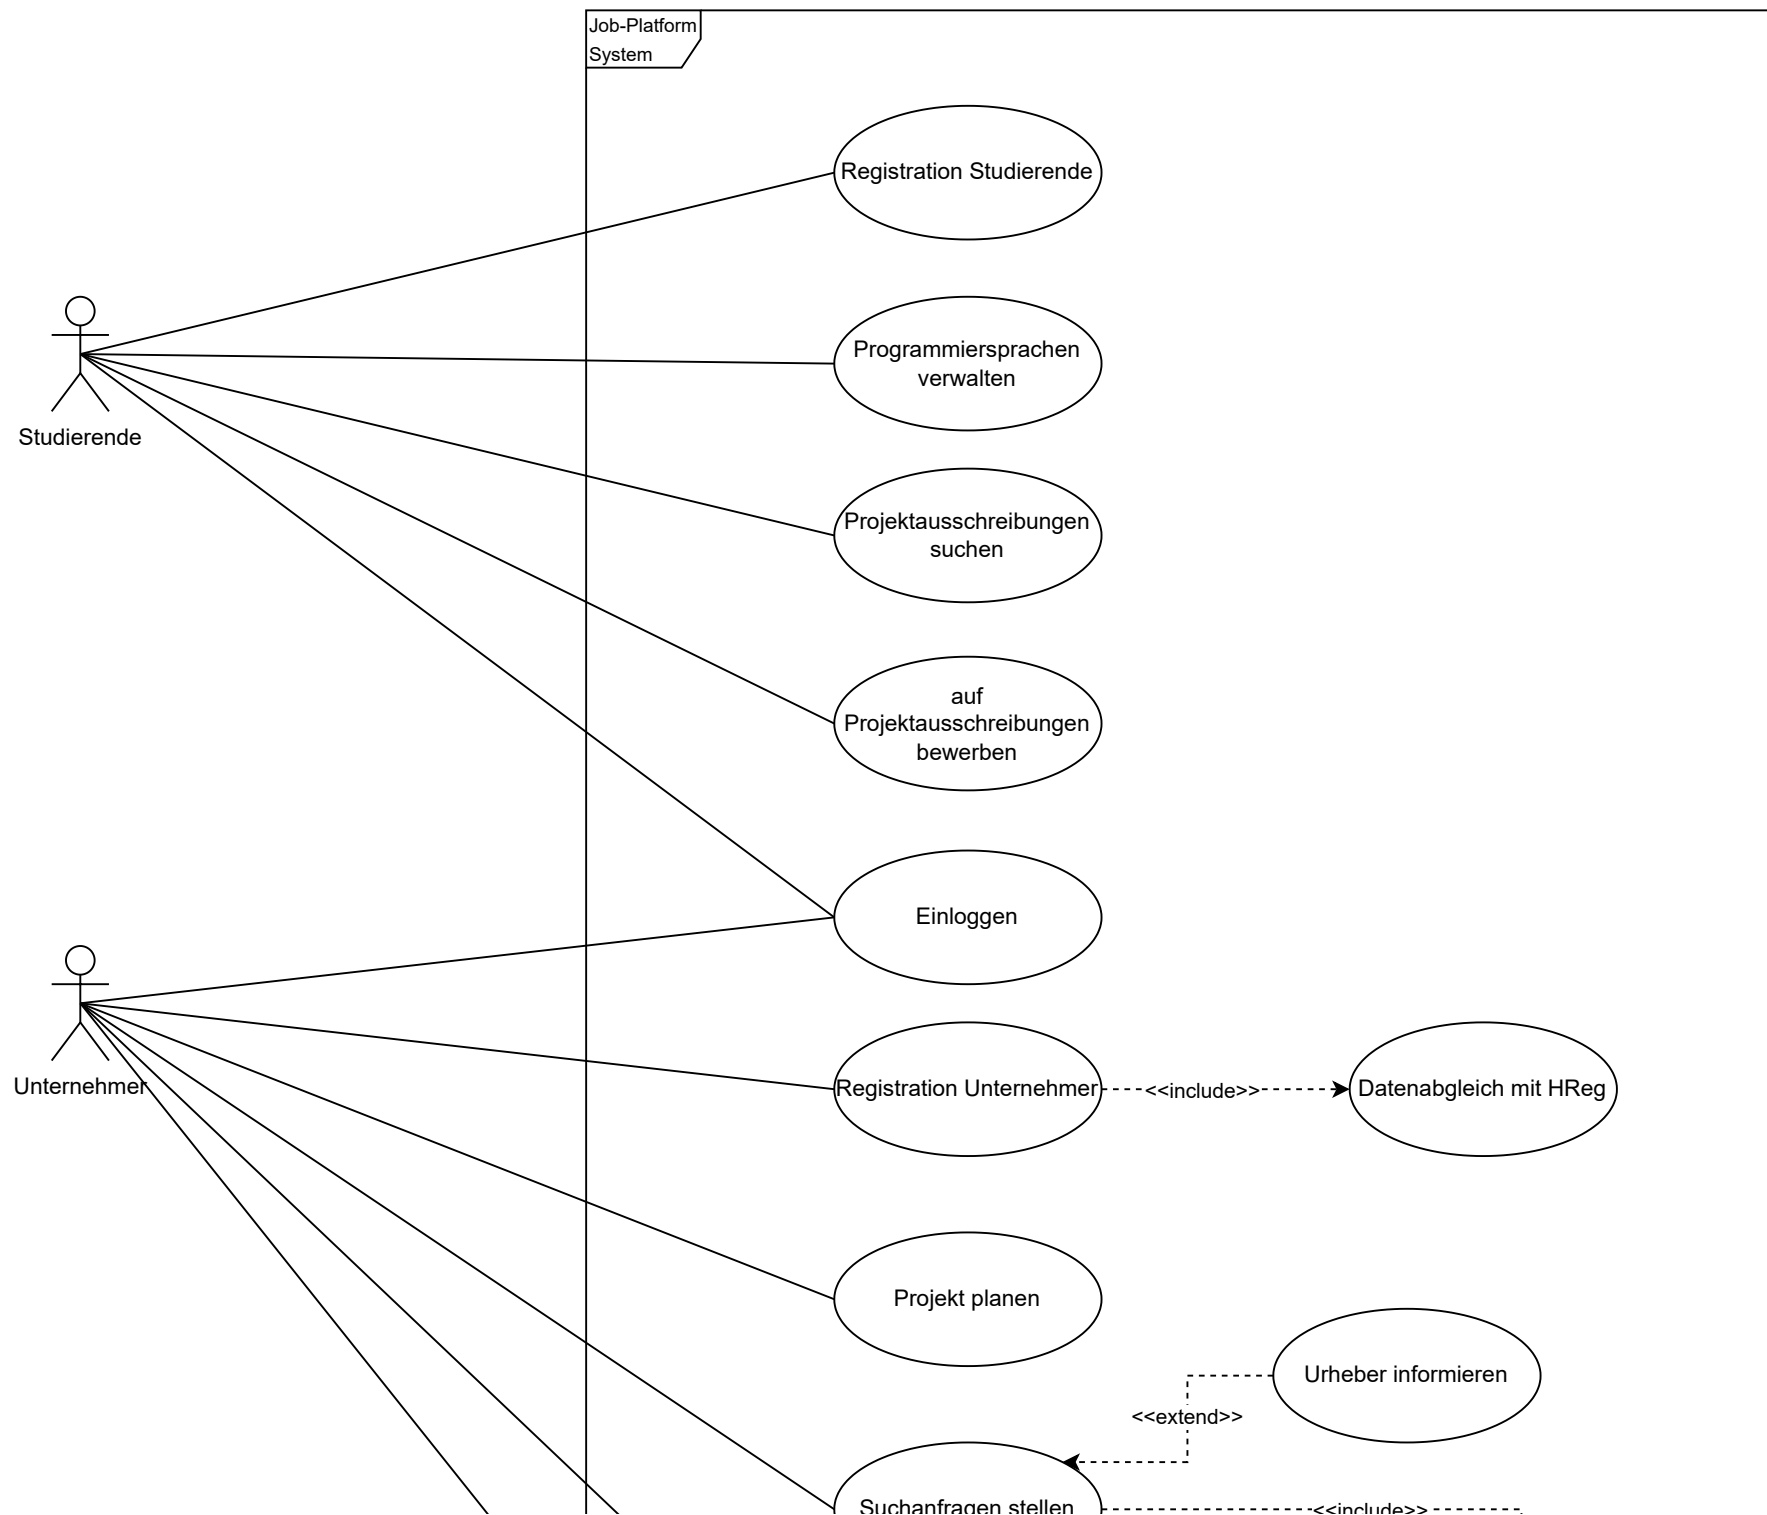 Job-Platform
System
Registration Studierende
Programmiersprachen
verwalten
Studierende
Projektausschreibungen
suchen
auf
Projektausschreibungen
bewerben
Einloggen
Unternehmer
Registration Unternehmer
<<include>>
Datenabgleich mit HReg
Projekt planen
Urheber informieren
<<extend>>
Suchanfragen stellen
<<include>>